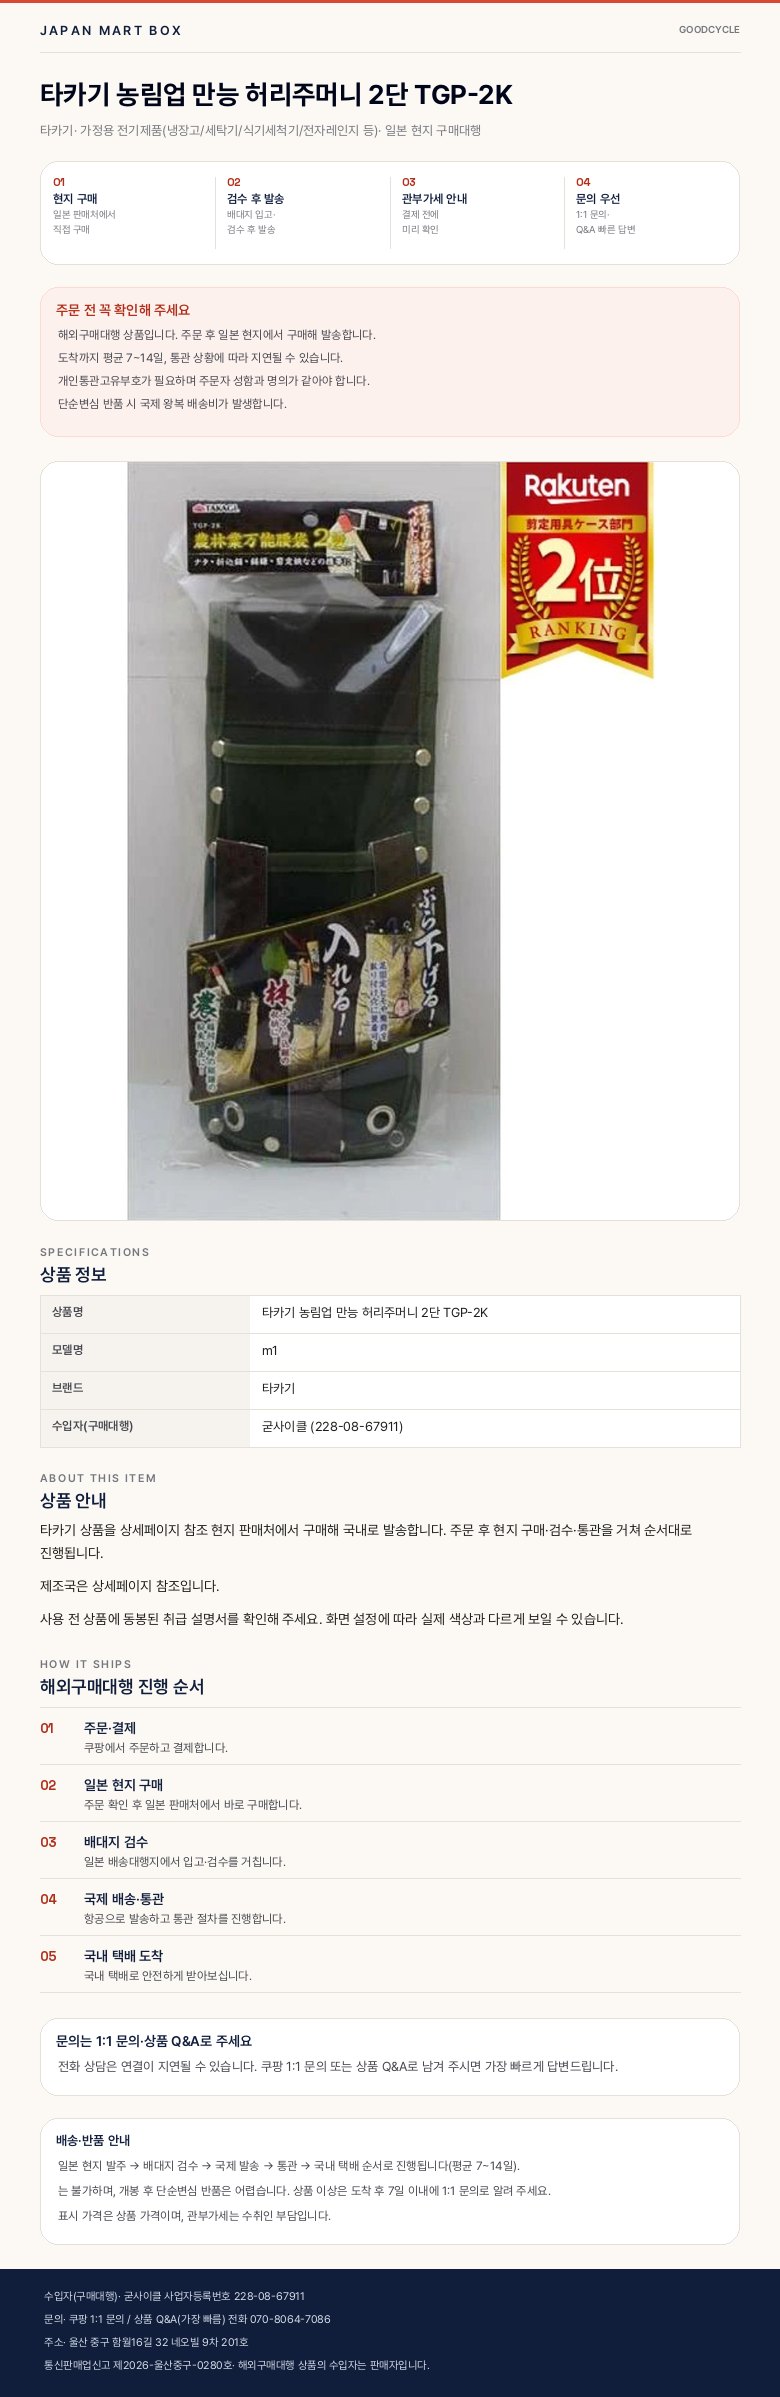 JAPAN MART BOX
GOODCYCLE
타카기 농림업 만능 허리주머니 2단 TGP-2K
타카기· 가정용 전기제품(냉장고/세탁기/식기세척기/전자레인지 등)· 일본 현지 구매대행
01
현지 구매
일본 판매처에서
직접 구매
02
검수 후 발송
배대지 입고·
검수 후 발송
03
관부가세 안내
결제 전에
미리 확인
04
문의 우선
1:1 문의·
Q&A 빠른 답변
주문 전 꼭 확인해 주세요
해외구매대행 상품입니다. 주문 후 일본 현지에서 구매해 발송합니다.
도착까지 평균 7~14일, 통관 상황에 따라 지연될 수 있습니다.
개인통관고유부호가 필요하며 주문자 성함과 명의가 같아야 합니다.
단순변심 반품 시 국제 왕복 배송비가 발생합니다.
TAKAGI
TGP-2K
農林業万能腰袋 2
Rakuten
剪定用具ケース部門
2位
RANKING
ぶら下げる!
入れる!
林
農
SPECIFICATIONS
상품 정보
상품명 타카기 농림업 만능 허리주머니 2단 TGP-2K
모델명 m1
브랜드 타카기
수입자(구매대행) 굳사이클 (228-08-67911)
ABOUT THIS ITEM
상품 안내
타카기 상품을 상세페이지 참조 현지 판매처에서 구매해 국내로 발송합니다. 주문 후 현지 구매·검수·통관을 거쳐 순서대로
진행됩니다.
제조국은 상세페이지 참조입니다.
사용 전 상품에 동봉된 취급 설명서를 확인해 주세요. 화면 설정에 따라 실제 색상과 다르게 보일 수 있습니다.
HOW IT SHIPS
해외구매대행 진행 순서
01 주문·결제
쿠팡에서 주문하고 결제합니다.
02 일본 현지 구매
주문 확인 후 일본 판매처에서 바로 구매합니다.
03 배대지 검수
일본 배송대행지에서 입고·검수를 거칩니다.
04 국제 배송·통관
항공으로 발송하고 통관 절차를 진행합니다.
05 국내 택배 도착
국내 택배로 안전하게 받아보십니다.
문의는 1:1 문의·상품 Q&A로 주세요
전화 상담은 연결이 지연될 수 있습니다. 쿠팡 1:1 문의 또는 상품 Q&A로 남겨 주시면 가장 빠르게 답변드립니다.
배송·반품 안내
일본 현지 발주 → 배대지 검수 → 국제 발송 → 통관 → 국내 택배 순서로 진행됩니다(평균 7~14일).
는 불가하며, 개봉 후 단순변심 반품은 어렵습니다. 상품 이상은 도착 후 7일 이내에 1:1 문의로 알려 주세요.
표시 가격은 상품 가격이며, 관부가세는 수취인 부담입니다.
수입자(구매대행)· 굳사이클 사업자등록번호 228-08-67911
문의· 쿠팡 1:1 문의 / 상품 Q&A(가장 빠름) 전화 070-8064-7086
주소· 울산 중구 함월16길 32 네오빌 9차 201호
통신판매업신고 제2026-울산중구-0280호· 해외구매대행 상품의 수입자는 판매자입니다.